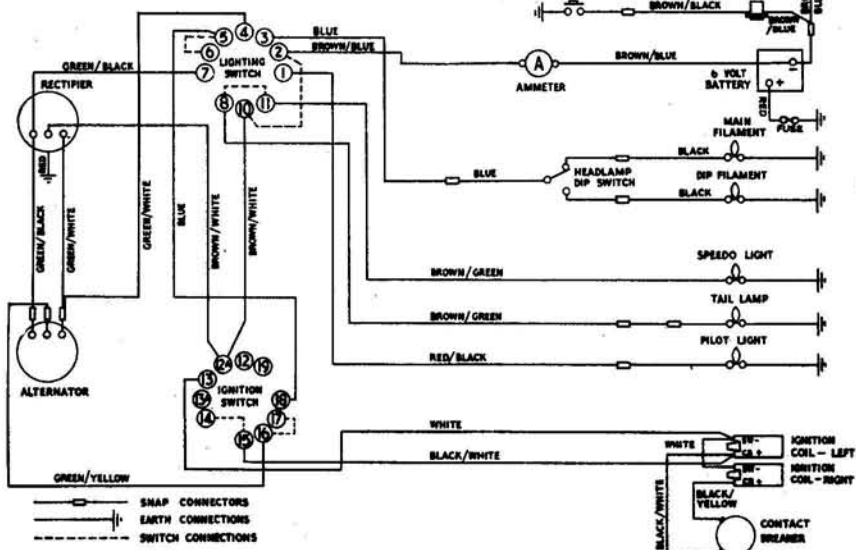 BROWN/BLACK
BROWN
/BLUE
5
4
3
BLUE
6
2
BROWN/BLUE
BROWN/BLUE
LIGHTING
SWITCH
7
1
GREEN/BLACK
A
AMMETER
6 VOLT
BATTERY
-
+
RED
FUSE
RECTIFIER
8
10
11
MAIN
FILAMENT
BLACK
RED
BLUE
HEADLAMP
DIP SWITCH
DIP FILAMENT
BLACK
GREEN/BLACK
GREEN/WHITE
GREEN/WHITE
BLUE
BROWN/WHITE
BROWN/WHITE
SPEEDO LIGHT
BROWN/GREEN
TAIL LAMP
BROWN/GREEN
PILOT LIGHT
RED/BLACK
ALTERNATOR
24
12
19
13
IGNITION
SWITCH
13A
18
14
17
15
16
WHITE
BLACK/WHITE
WHITE
SW-
CB+
IGNITION
COIL - LEFT
SW-
CB+
IGNITION
COIL - RIGHT
GREEN/YELLOW
BLACK/WHITE
BLACK/
YELLOW
CONTACT
BREAKER
SNAP CONNECTORS
EARTH CONNECTIONS
SWITCH CONNECTIONS